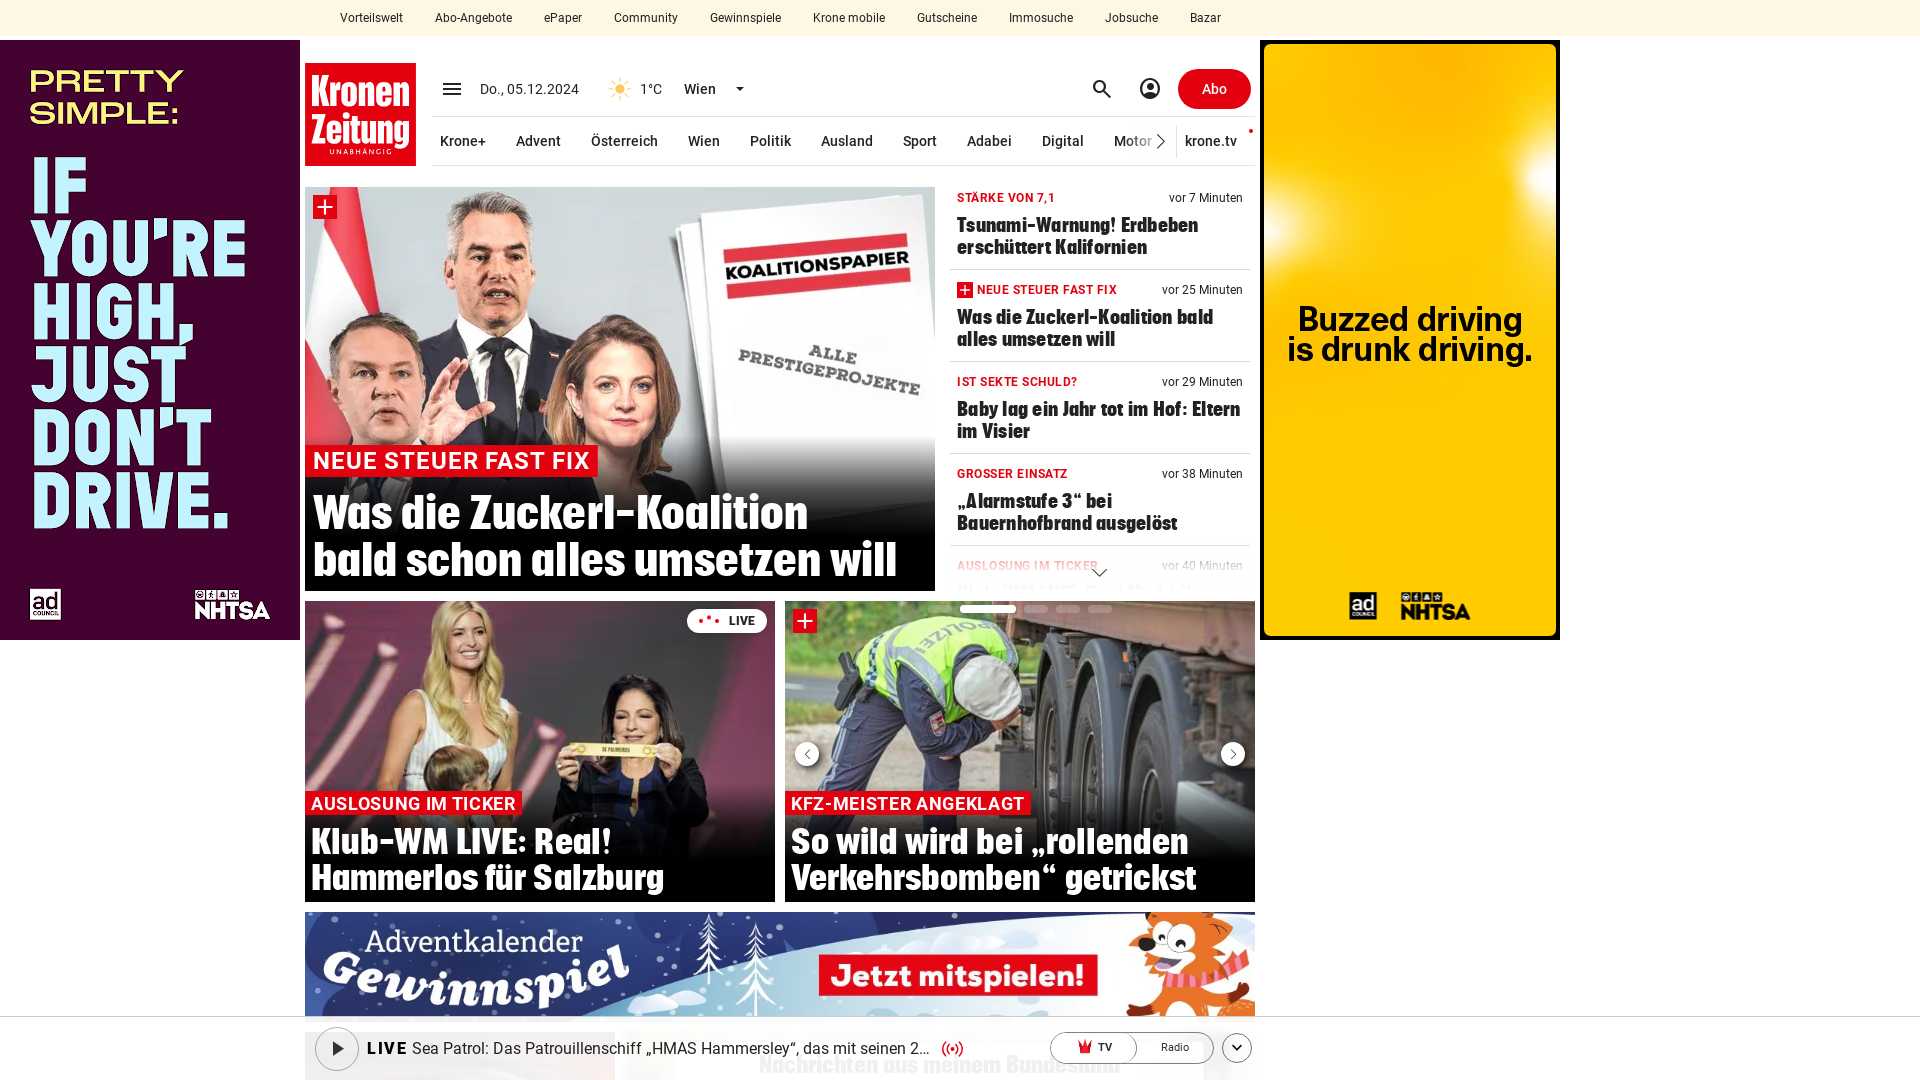 Vorteilswelt Abo-Angebote ePaper Community Gewinnspiele Krone mobile Gutscheine Immosuche Jobsuche Bazar
PRETTY
SIMPLE:
IF
YOU'RE
HIGH,
JUST
DON'T
DRIVE.
ad
COUNCIL
NHTSA
Kronen
Zeitung
UNABHÄNGIG
Do., 05.12.2024 1°C Wien
Abo
Krone+ Advent Österreich Wien Politik Ausland Sport Adabei Digital Motor krone.tv
KOALITIONSPAPIER
ALLE
PRESTIGEPROJEKTE
NEUE STEUER FAST FIX
Was die Zuckerl-Koalition
bald schon alles umsetzen will
STÄRKE VON 7,1 vor 7 Minuten
Tsunami-Warnung! Erdbeben
erschüttert Kalifornien
NEUE STEUER FAST FIX vor 25 Minuten
Was die Zuckerl-Koalition bald
alles umsetzen will
IST SEKTE SCHULD? vor 29 Minuten
Baby lag ein Jahr tot im Hof: Eltern
im Visier
GROSSER EINSATZ vor 38 Minuten
„Alarmstufe 3“ bei
Bauernhofbrand ausgelöst
AUSLOSUNG IM TICKER vor 40 Minuten
LIVE
DE PALMEIRAS
AUSLOSUNG IM TICKER
Klub-WM LIVE: Real!
Hammerlos für Salzburg
POLIZEI
KFZ-MEISTER ANGEKLAGT
So wild wird bei „rollenden
Verkehrsbomben“ getrickst
Buzzed driving
is drunk driving.
ad
COUNCIL
NHTSA
Adventkalender
Gewinnspiel
Jetzt mitspielen!
LIVE Sea Patrol: Das Patrouillenschiff „HMAS Hammersley“, das mit seinen 2...
TV Radio
Nachrichten aus meinem Bundesland